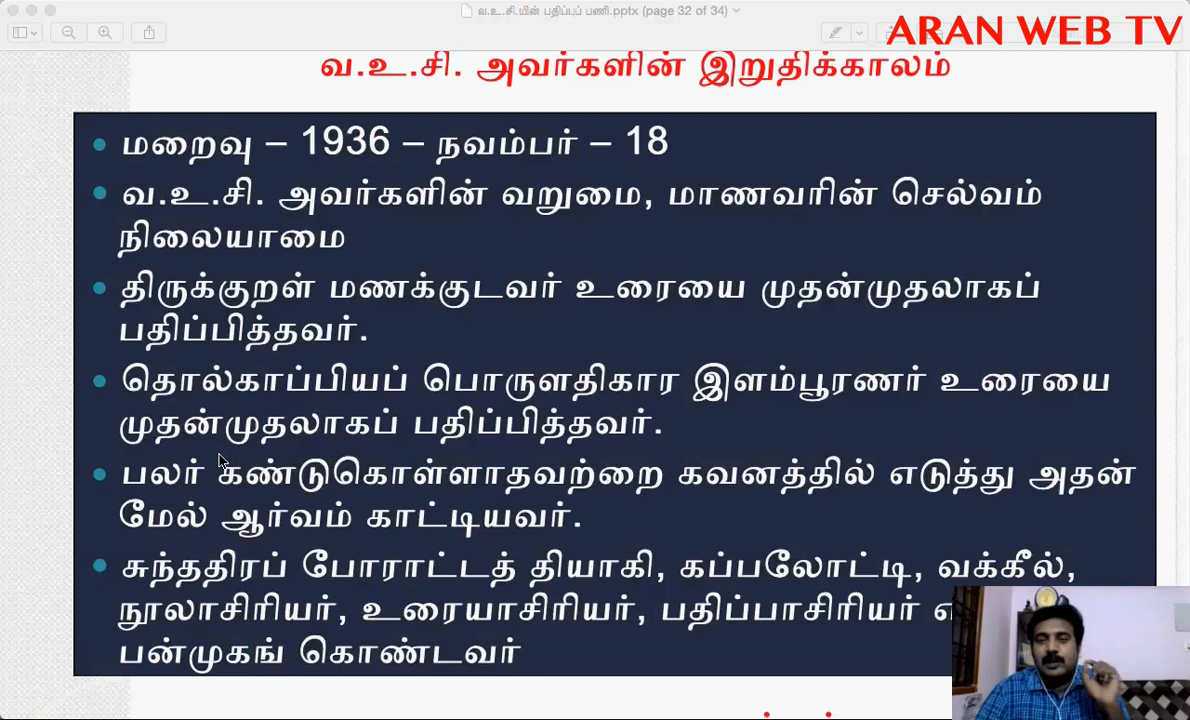 வ.உ.சி.யின் பதிப்புப் பணி.pptx (page 32 of 34)
ARAN WEB TV
வ.உ.சி. அவர்களின் இறுதிக்காலம்
மறைவு – 1936 – நவம்பர் – 18
வ.உ.சி. அவர்களின் வறுமை, மாணவரின் செல்வம்
நிலையாமை
திருக்குறள் மணக்குடவர் உரையை முதன்முதலாகப்
பதிப்பித்தவர்.
தொல்காப்பியப் பொருளதிகார இளம்பூரணர் உரையை
முதன்முதலாகப் பதிப்பித்தவர்.
பலர் கண்டுகொள்ளாதவற்றை கவனத்தில் எடுத்து அதன்
மேல் ஆர்வம் காட்டியவர்.
சுந்ததிரப் போராட்டத் தியாகி, கப்பலோட்டி, வக்கீல்,
நூலாசிரியர், உரையாசிரியர், பதிப்பாசிரியர்
பன்முகங் கொண்டவர்